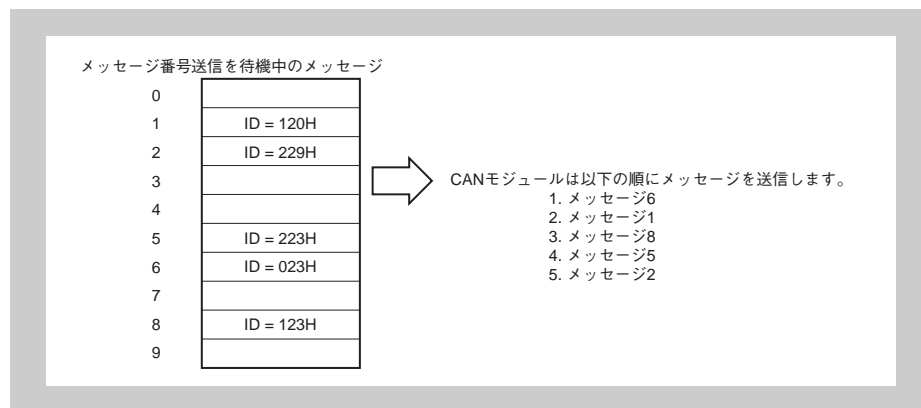 メッセージ番号送信を待機中のメッセージ
0
1 ID = 120H
2 ID = 229H
3
4
5 ID = 223H
6 ID = 023H
7
8 ID = 123H
9
CANモジュールは以下の順にメッセージを送信します。
1. メッセージ6
2. メッセージ1
3. メッセージ8
4. メッセージ5
5. メッセージ2